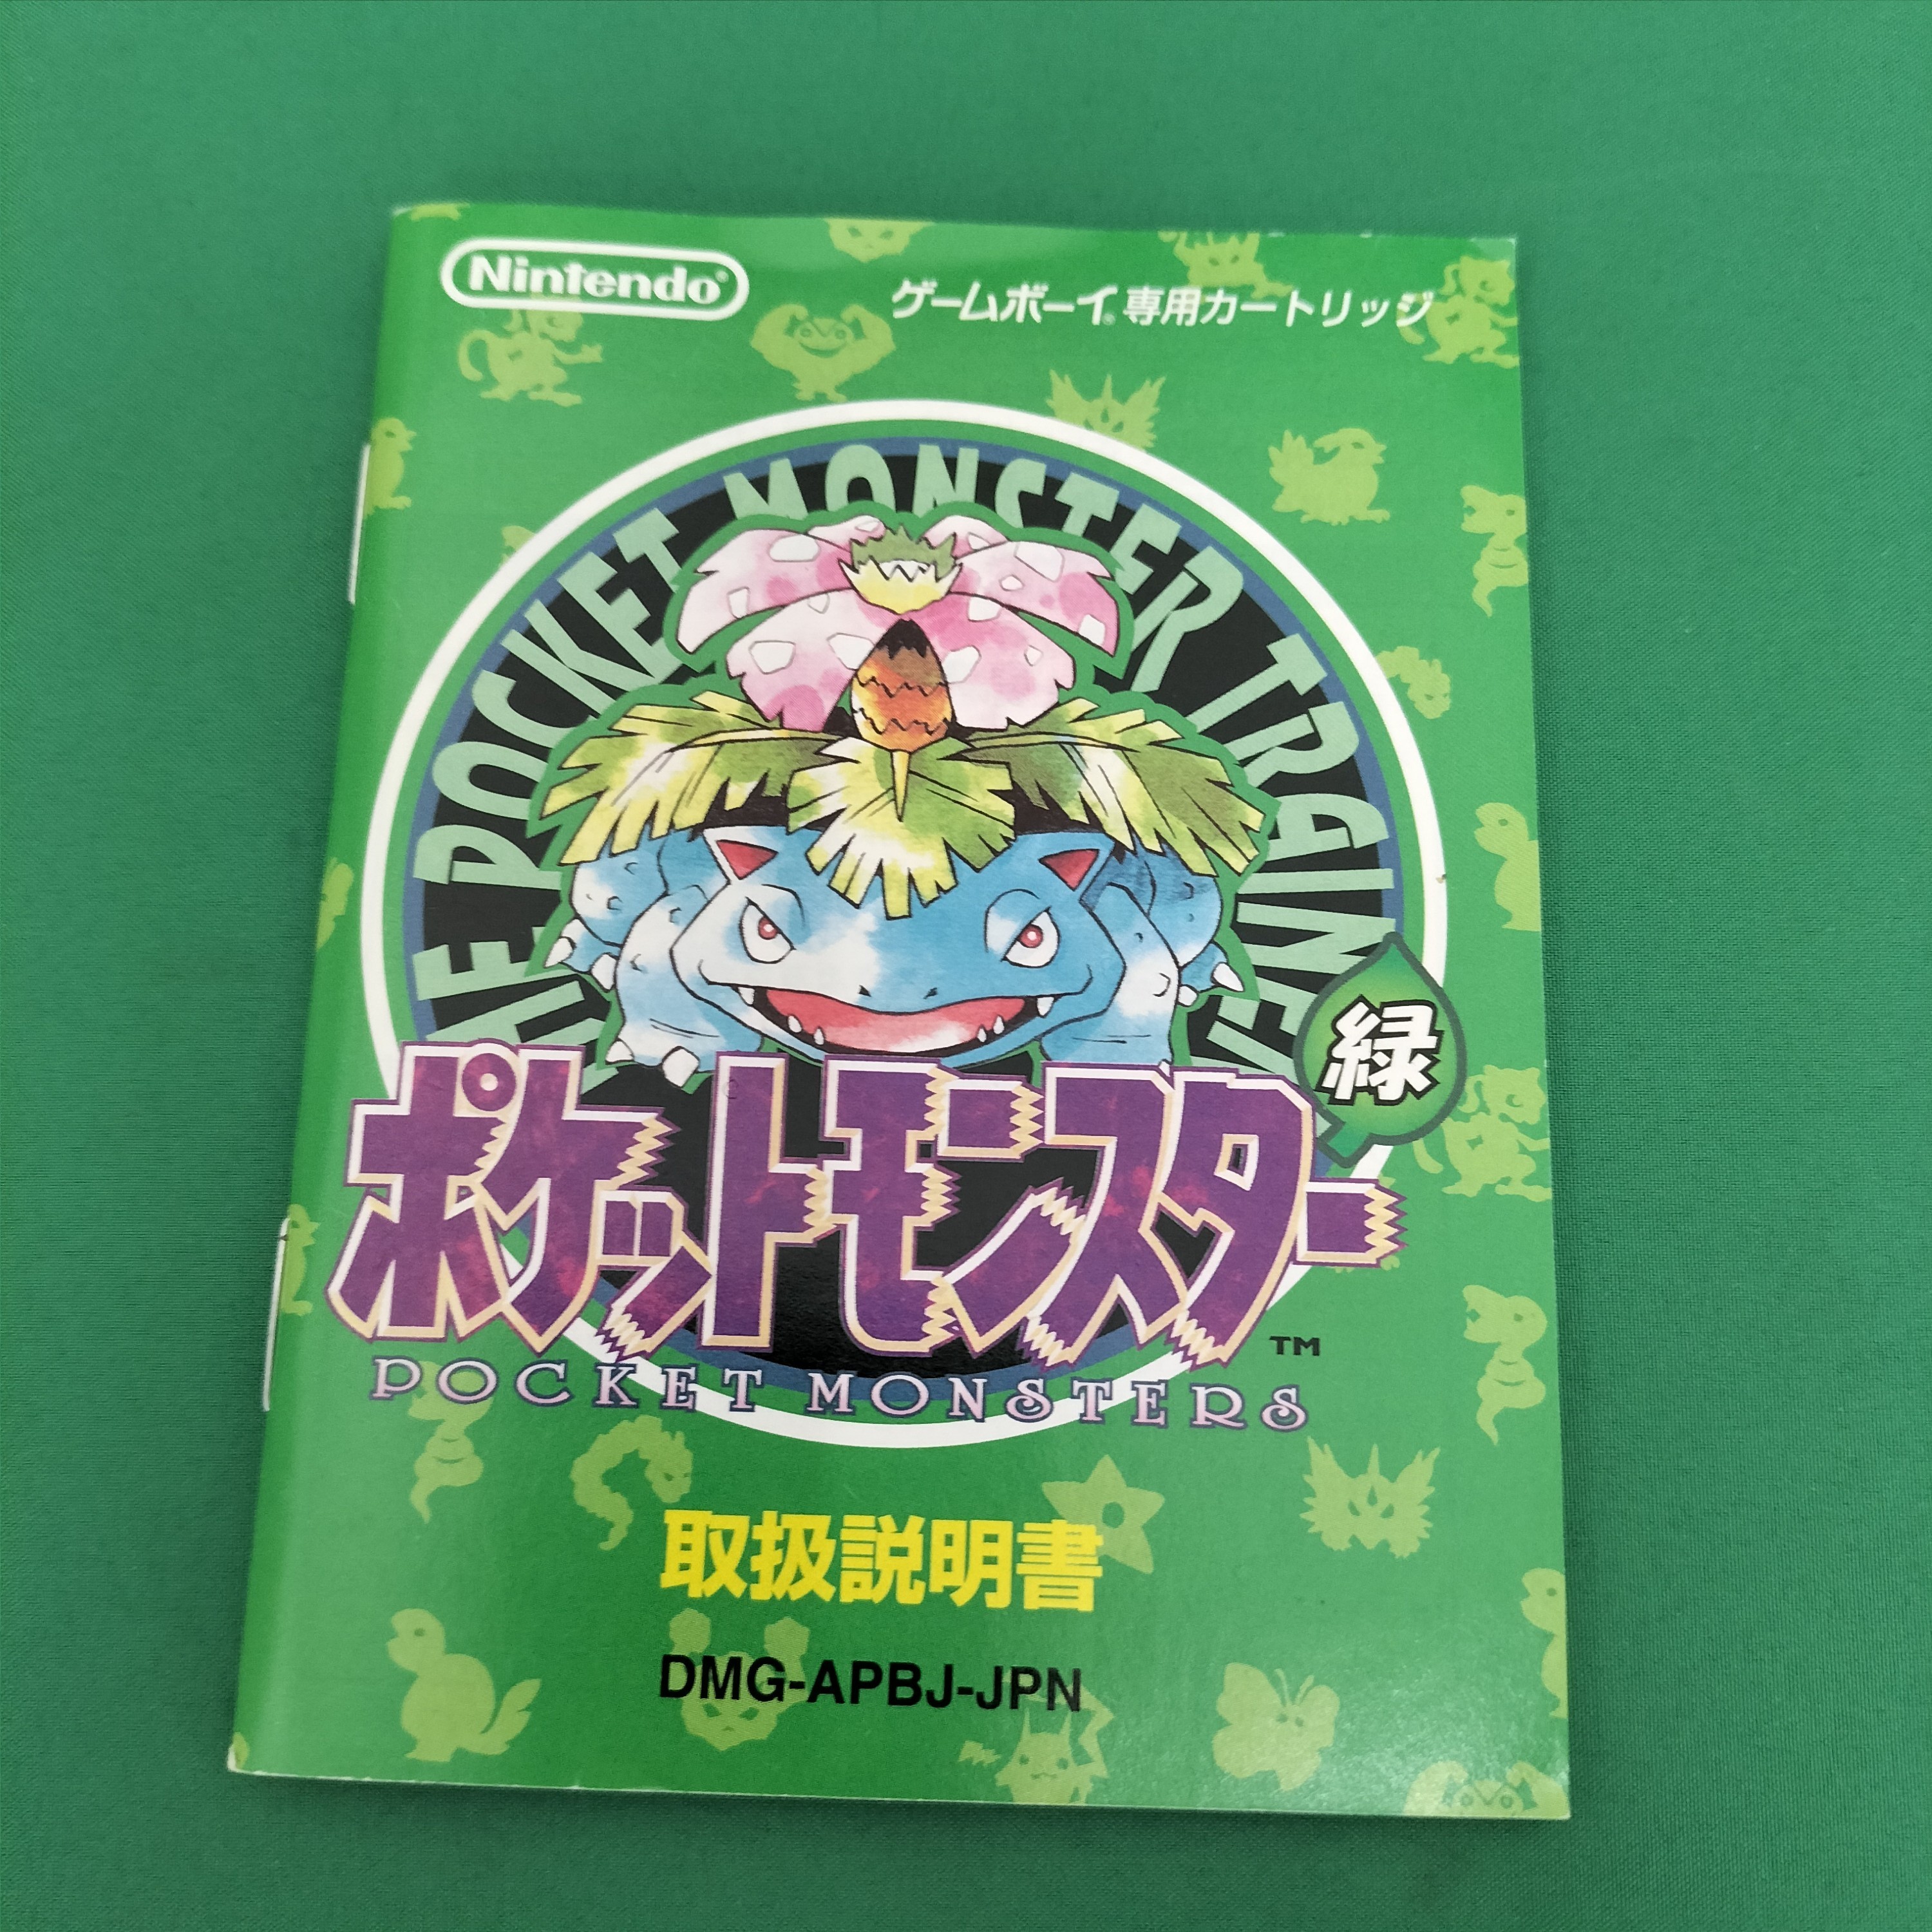 Nintendo®
ゲームボーイ®専用カートリッジ
THE POCKET MONSTER TRAINER
緑
ポケットモンスター
TM
POCKET MONSTERS
取扱説明書
DMG-APBJ-JPN